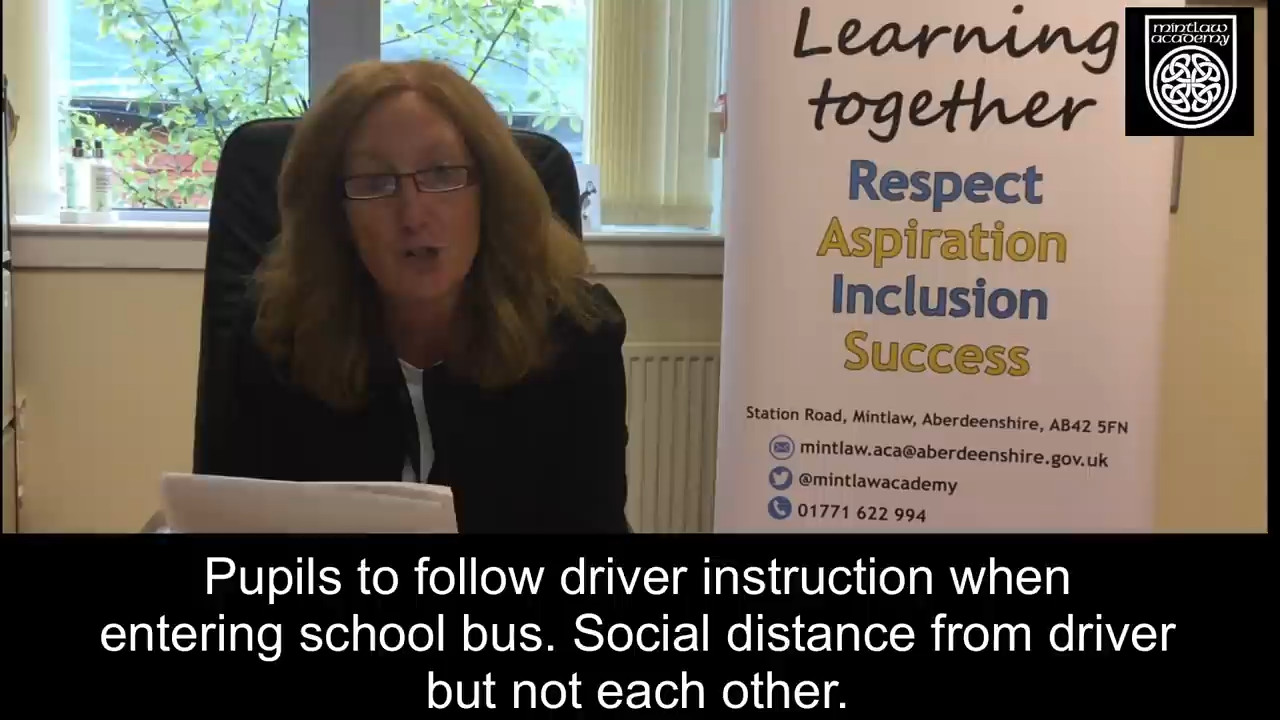 Learning
together
mintlaw
academy
Respect
Aspiration
Inclusion
Success
Station Road, Mintlaw, Aberdeenshire, AB42 5FN
mintlaw.aca@aberdeenshire.gov.uk
@mintlawacademy
01771 622 994
Pupils to follow driver instruction when
entering school bus. Social distance from driver
but not each other.